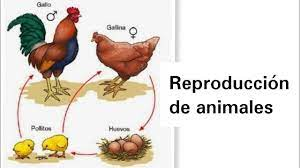 Gallo
♂
Gallina
♀
Reproducción
de animales
Pollitos
Huevos